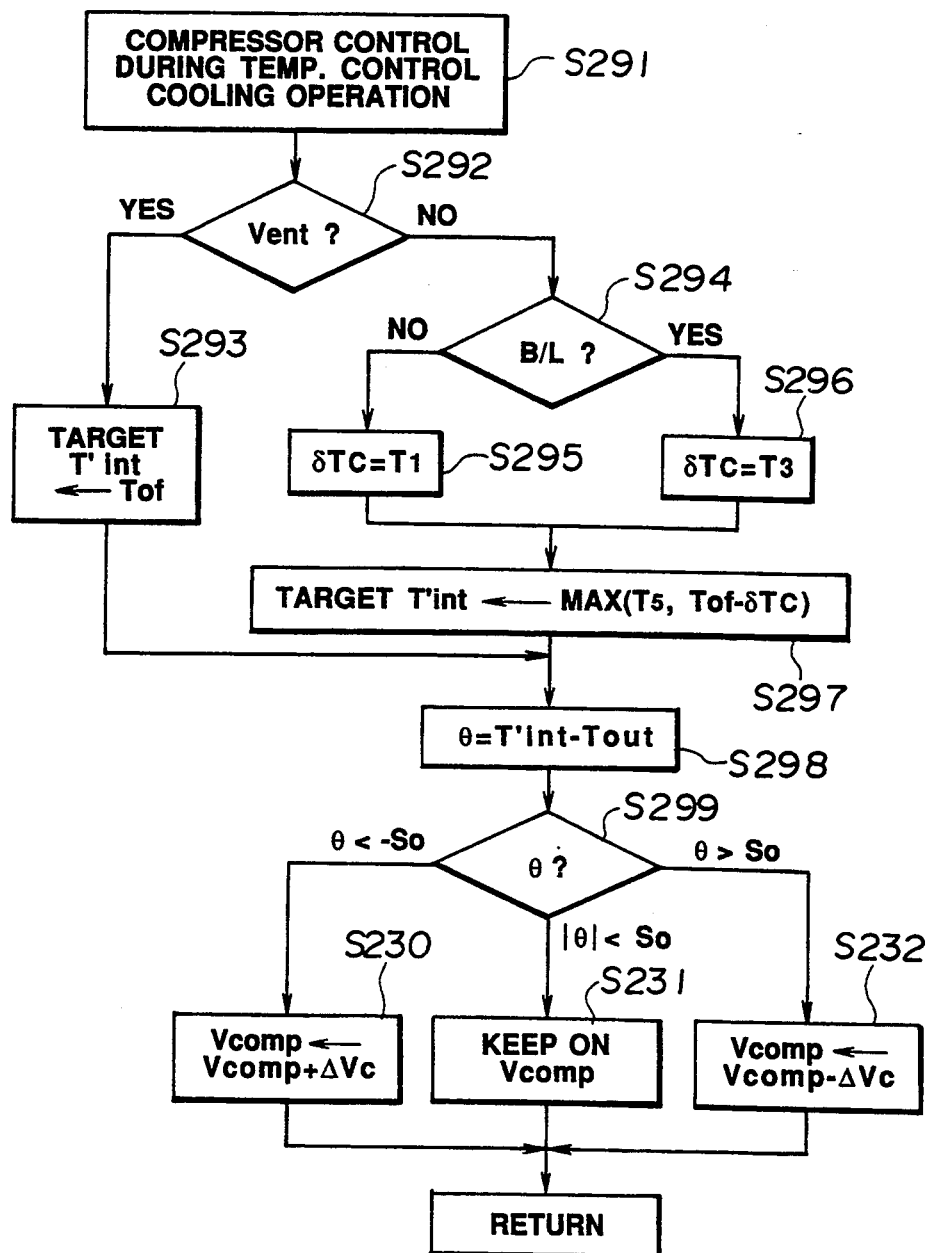 COMPRESSOR CONTROL
DURING TEMP. CONTROL
COOLING OPERATION
S291
S292
YES
Vent ?
NO
S294
NO
B/L ?
YES
S293
S296
TARGET
T' int
← Tof
δTC=T1
S295
δTC=T3
TARGET T'int ← MAX(T5, Tof-δTC)
S297
θ=T'int-Tout
S298
S299
θ < -So
θ ?
θ > So
|θ| < So
S230
S231
S232
Vcomp ←
Vcomp+ΔVc
KEEP ON
Vcomp
Vcomp ←
Vcomp-ΔVc
RETURN